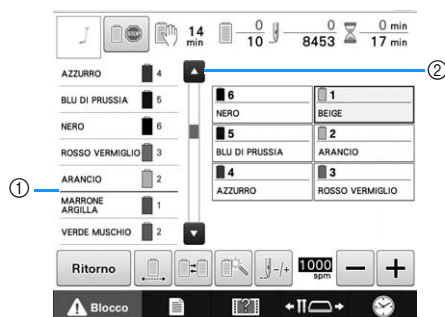 14
min
0
10
0
8453
0 min
17 min
AZZURRO 4
BLU DI PRUSSIA 5
NERO 6
ROSSO VERMIGLIO 3
ARANCIO 2
MARRONE
ARGILLA 1
VERDE MUSCHIO 2
6
NERO
1
BEIGE
5
BLU DI PRUSSIA
2
ARANCIO
4
AZZURRO
3
ROSSO VERMIGLIO
①
②
Ritorno
-/+
1000
spm
− +
Blocco
?